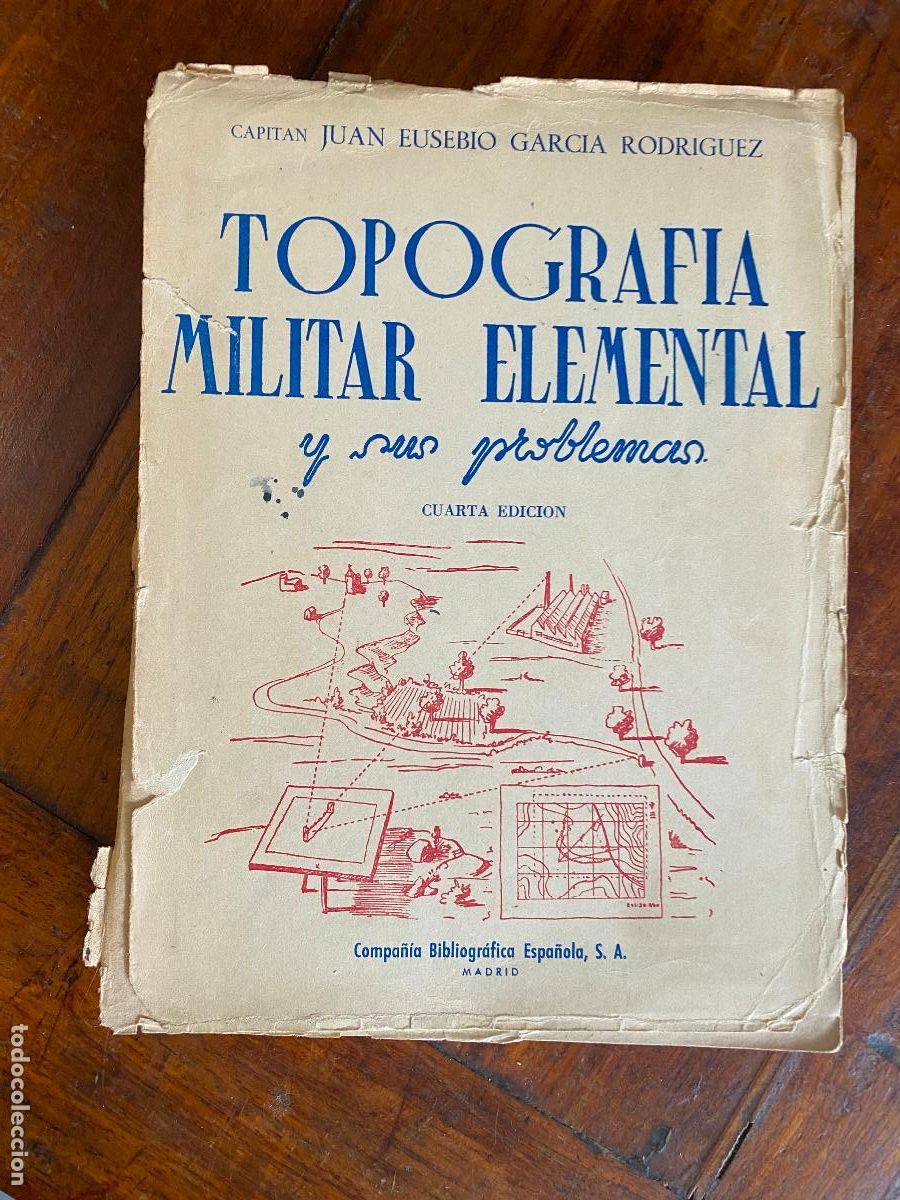 CAPITAN JUAN EUSEBIO GARCIA RODRIGUEZ
TOPOGRAFIA
MILITAR ELEMENTAL
y sus problemas
CUARTA EDICION
Compañía Bibliográfica Española, S. A.
MADRID
todocoleccion